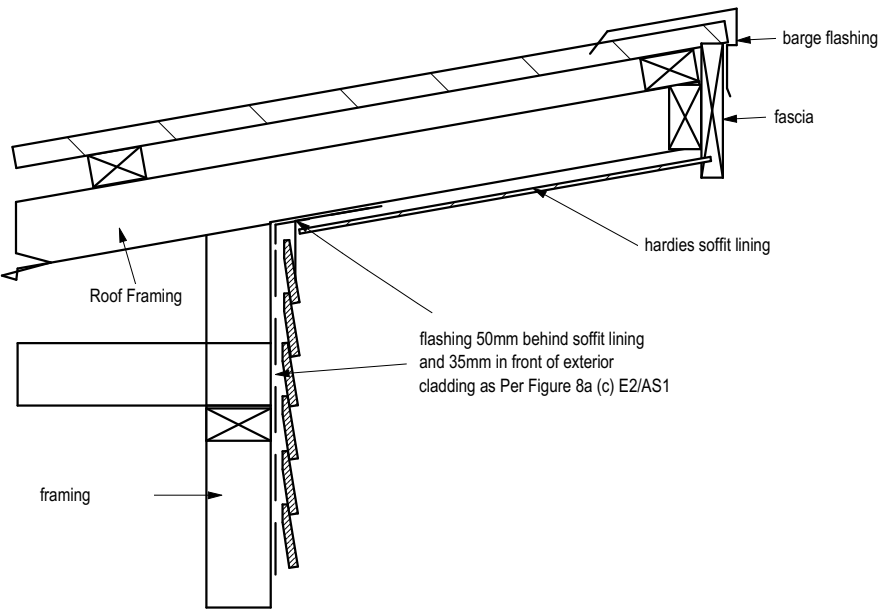 barge flashing
fascia
hardies soffit lining
Roof Framing
flashing 50mm behind soffit lining
and 35mm in front of exterior
cladding as Per Figure 8a (c) E2/AS1
framing